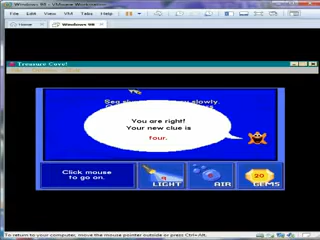 Windows 98 - VMware Workstation
File Edit View VM Tabs Help
Home Windows 98
Treasure Cove!
Sea slowly.
You are right!
Your new clue is
four.
Click mouse
to go on.
LIGHT AIR 20 GEMS
To return to your computer, move the mouse pointer outside or press Ctrl+Alt.